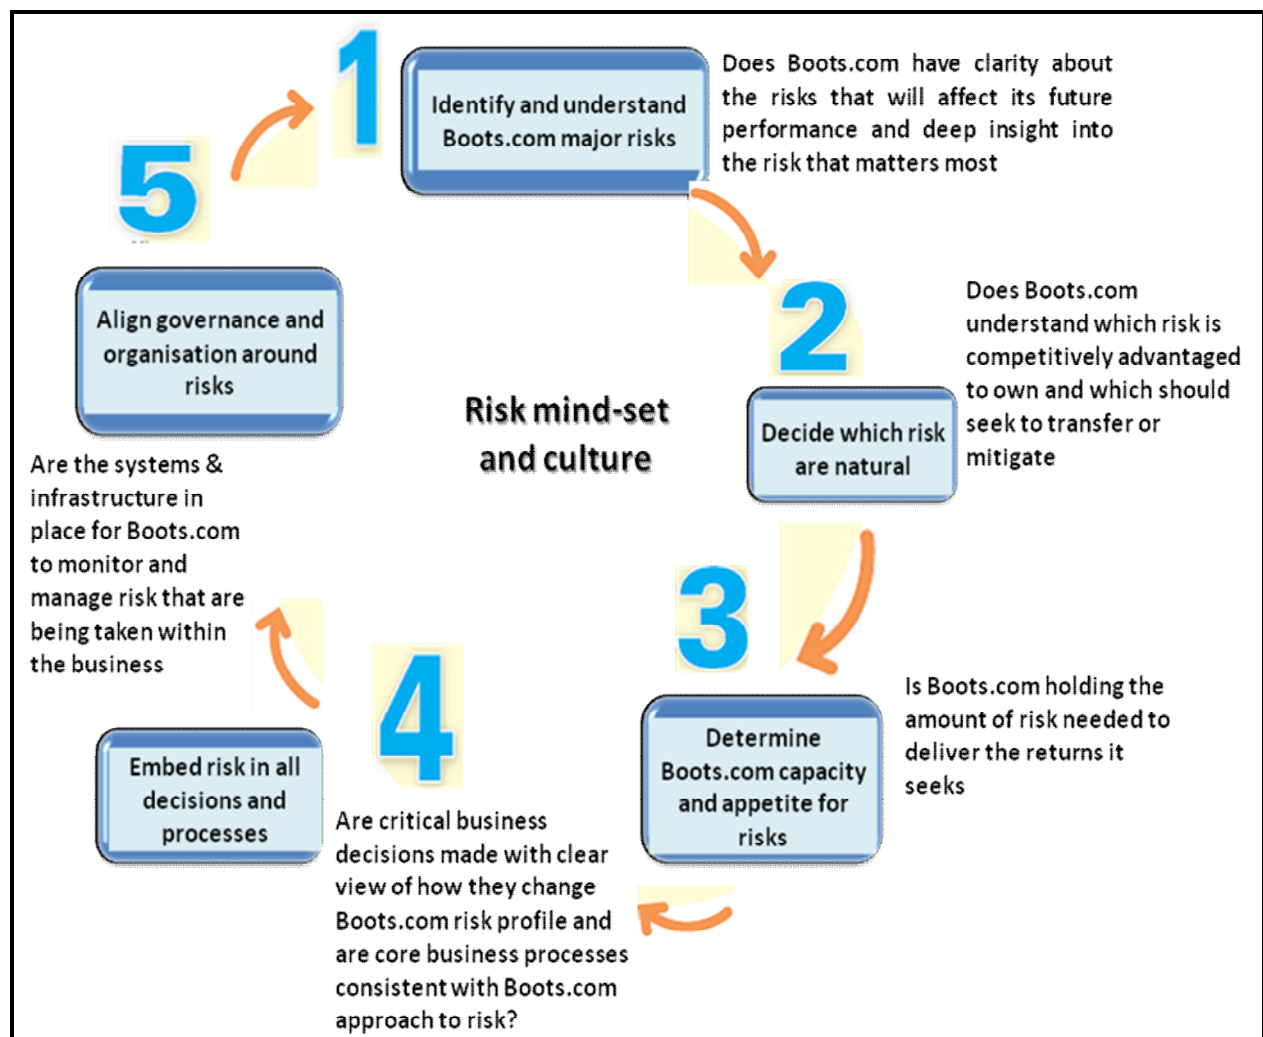 1
Identify and understand
Boots.com major risks
Does Boots.com have clarity about
the risks that will affect its future
performance and deep insight into
the risk that matters most
2
Decide which risk
are natural
Does Boots.com
understand which risk is
competitively advantaged
to own and which should
seek to transfer or
mitigate
3
Determine
Boots.com capacity
and appetite for
risks
Is Boots.com holding the
amount of risk needed to
deliver the returns it
seeks
4
Embed risk in all
decisions and
processes
Are critical business
decisions made with clear
view of how they change
Boots.com risk profile and
are core business processes
consistent with Boots.com
approach to risk?
5
Align governance and
organisation around
risks
Are the systems &
infrastructure in
place for Boots.com
to monitor and
manage risk that are
being taken within
the business
Risk mind-set
and culture